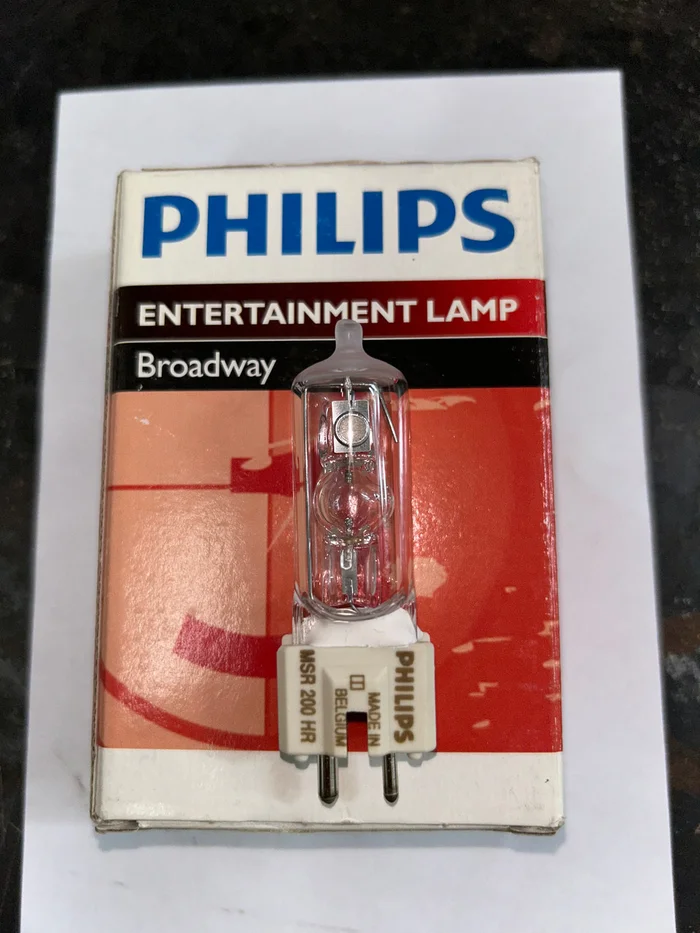 PHILIPS
ENTERTAINMENT LAMP
Broadway
PHILIPS
MADE IN
BELGIUM
MSR 200 HR